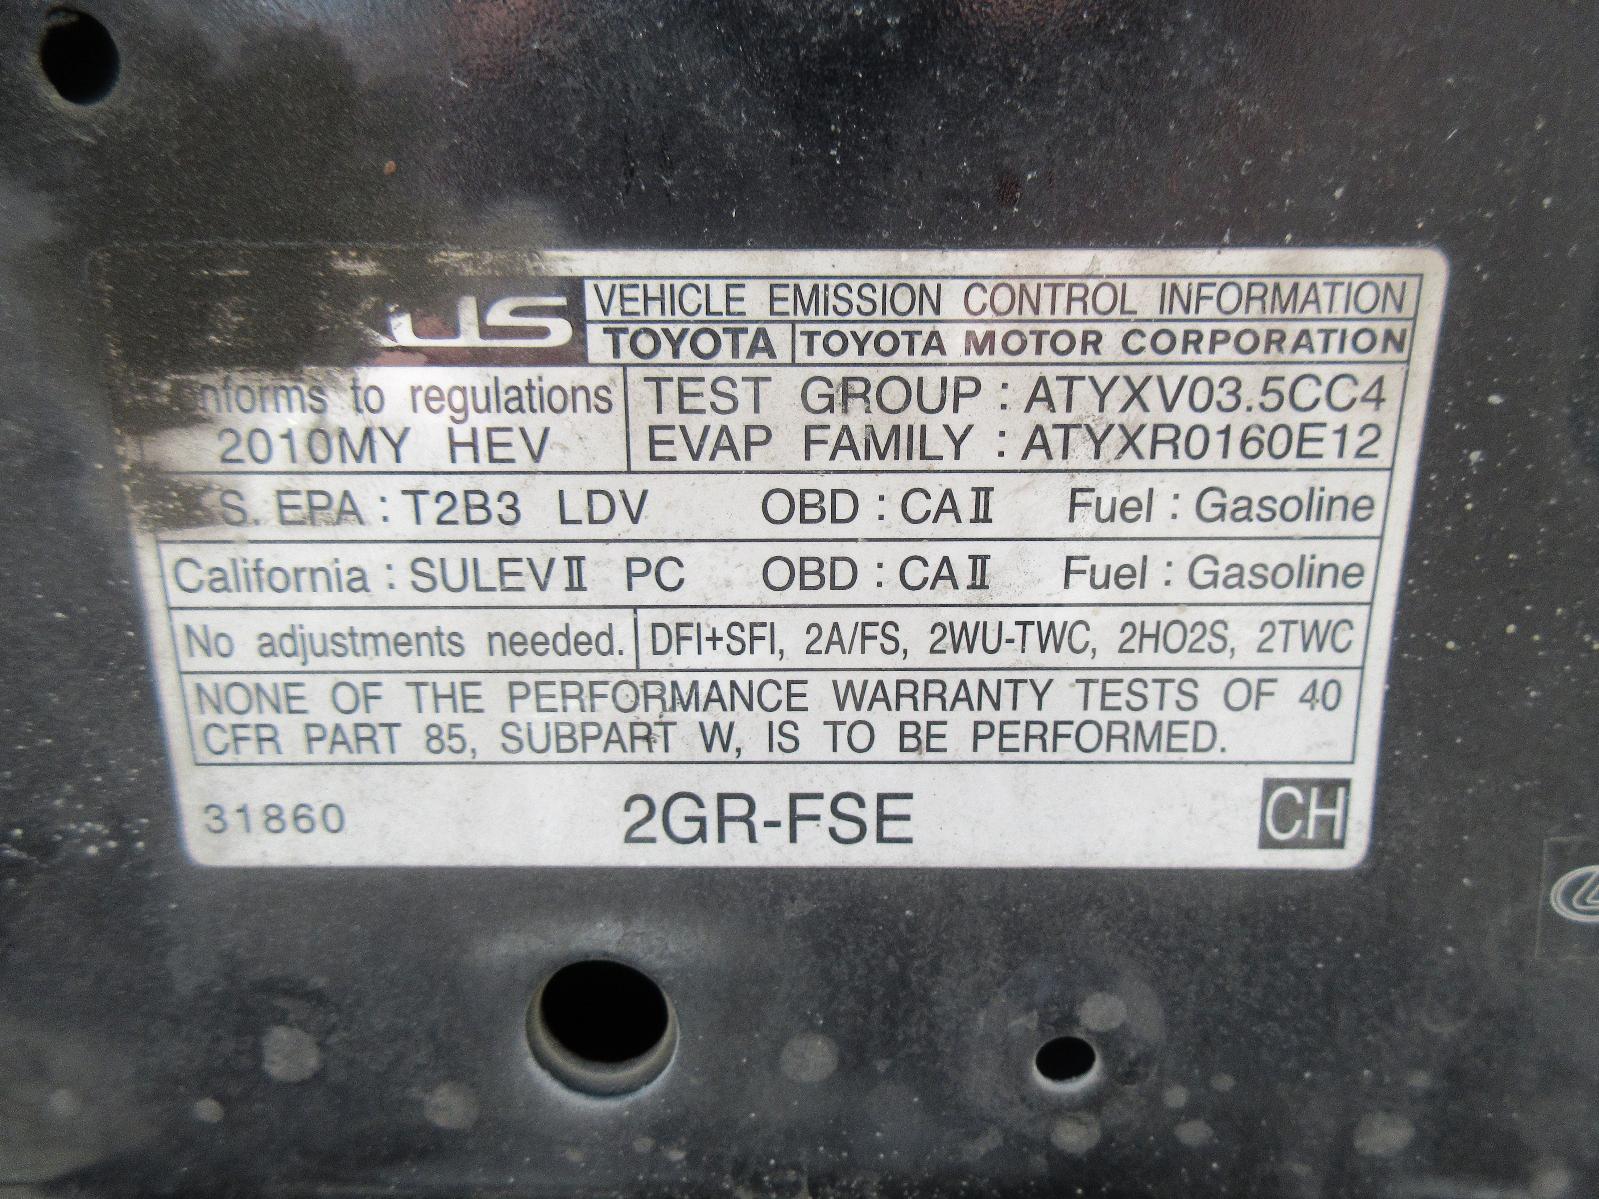 VEHICLE EMISSION CONTROL INFORMATION
TOYOTA TOYOTA MOTOR CORPORATION
to regulations TEST GROUP : ATYXV03.5CC4
2010MY HEV EVAP FAMILY : ATYXR0160E12
S. EPA : T2B3 LDV OBD : CAⅡ Fuel : Gasoline
California : SULEVⅡ PC OBD : CAⅡ Fuel : Gasoline
No adjustments needed. DFI+SFI, 2A/FS, 2WU-TWC, 2HO2S, 2TWC
NONE OF THE PERFORMANCE WARRANTY TESTS OF 40
CFR PART 85, SUBPART W, IS TO BE PERFORMED.
31860 2GR-FSE CH